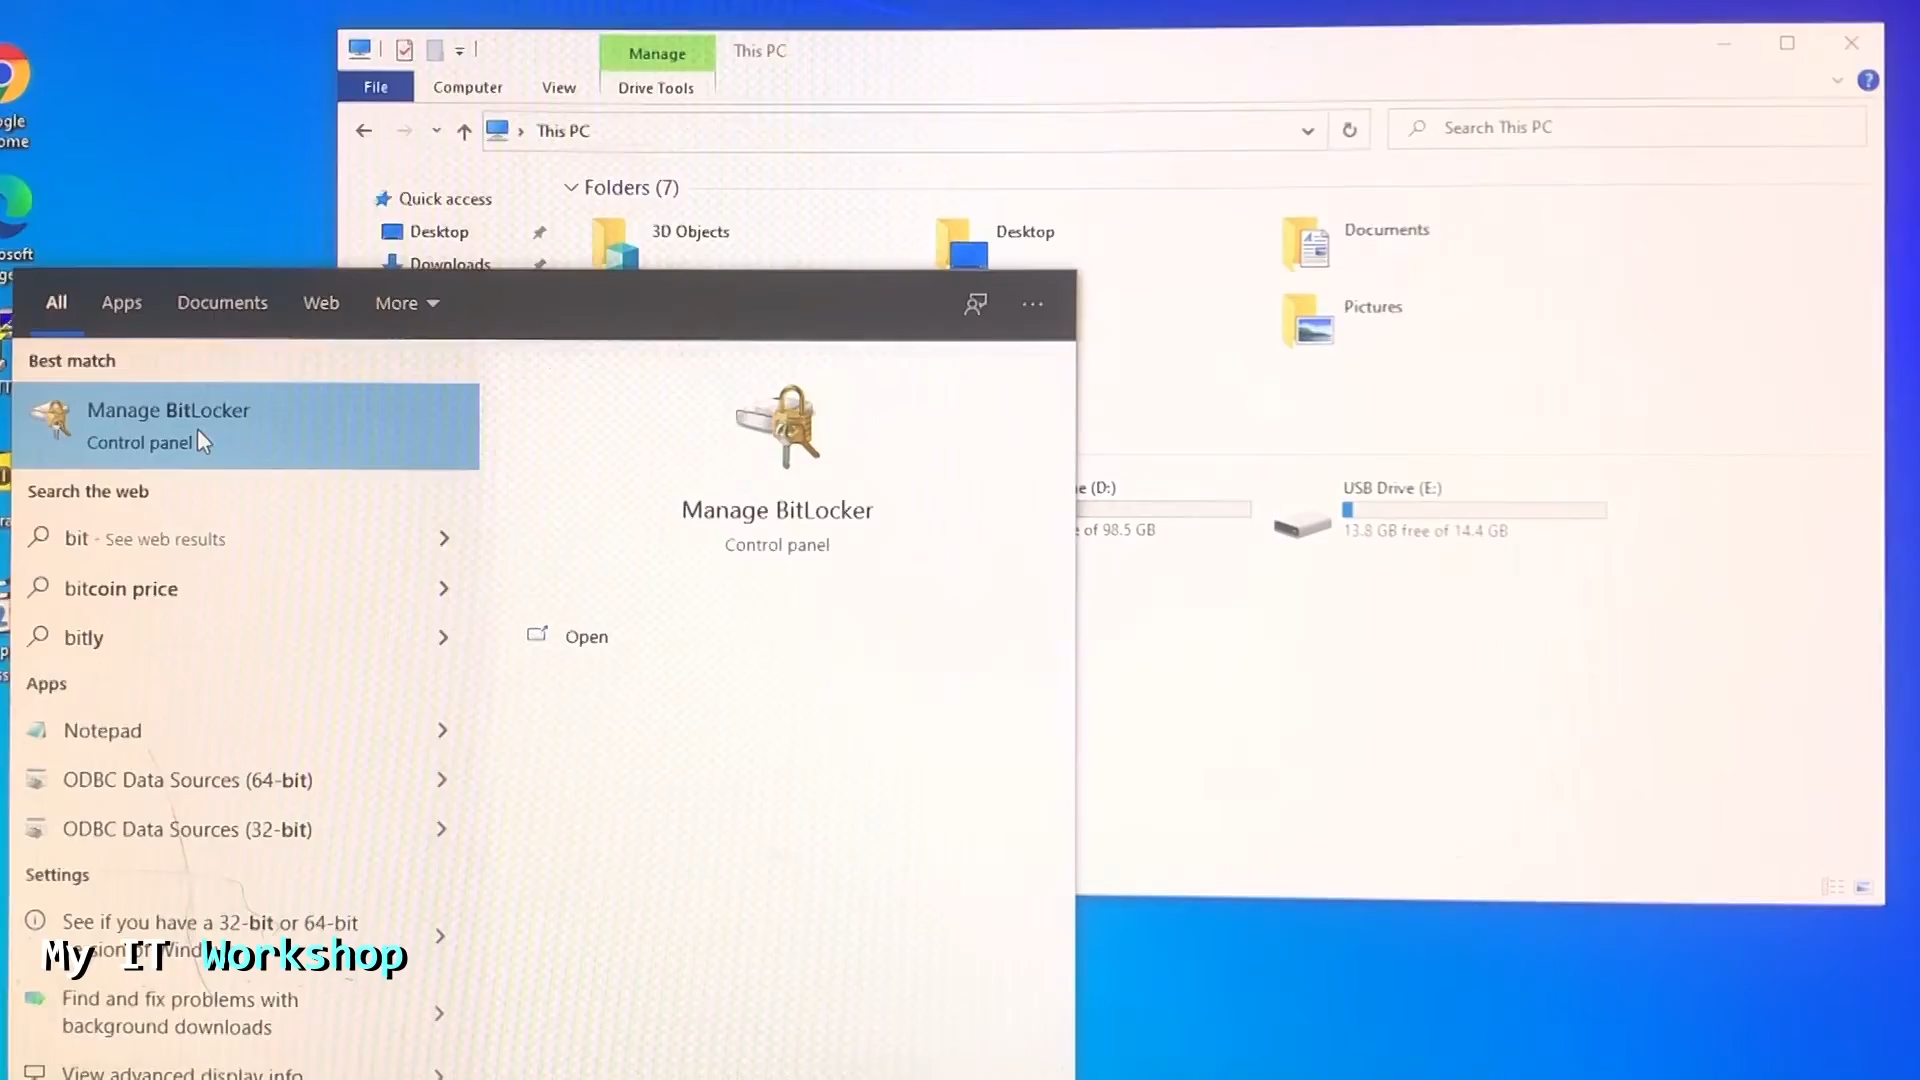 Manage
This PC
File
Computer
View
Drive Tools
This PC
Search This PC
Quick access
Desktop
Downloads
Folders (7)
3D Objects
Desktop
Documents
Pictures
(D:)
of 98.5 GB
USB Drive (E:)
13.8 GB free of 14.4 GB
All
Apps
Documents
Web
More
Best match
Manage BitLocker
Control panel
Search the web
bit - See web results
bitcoin price
bitly
Apps
Notepad
ODBC Data Sources (64-bit)
ODBC Data Sources (32-bit)
Settings
See if you have a 32-bit or 64-bit
Find and fix problems with
background downloads
View advanced display info
Manage BitLocker
Control panel
Open
My IT Workshop